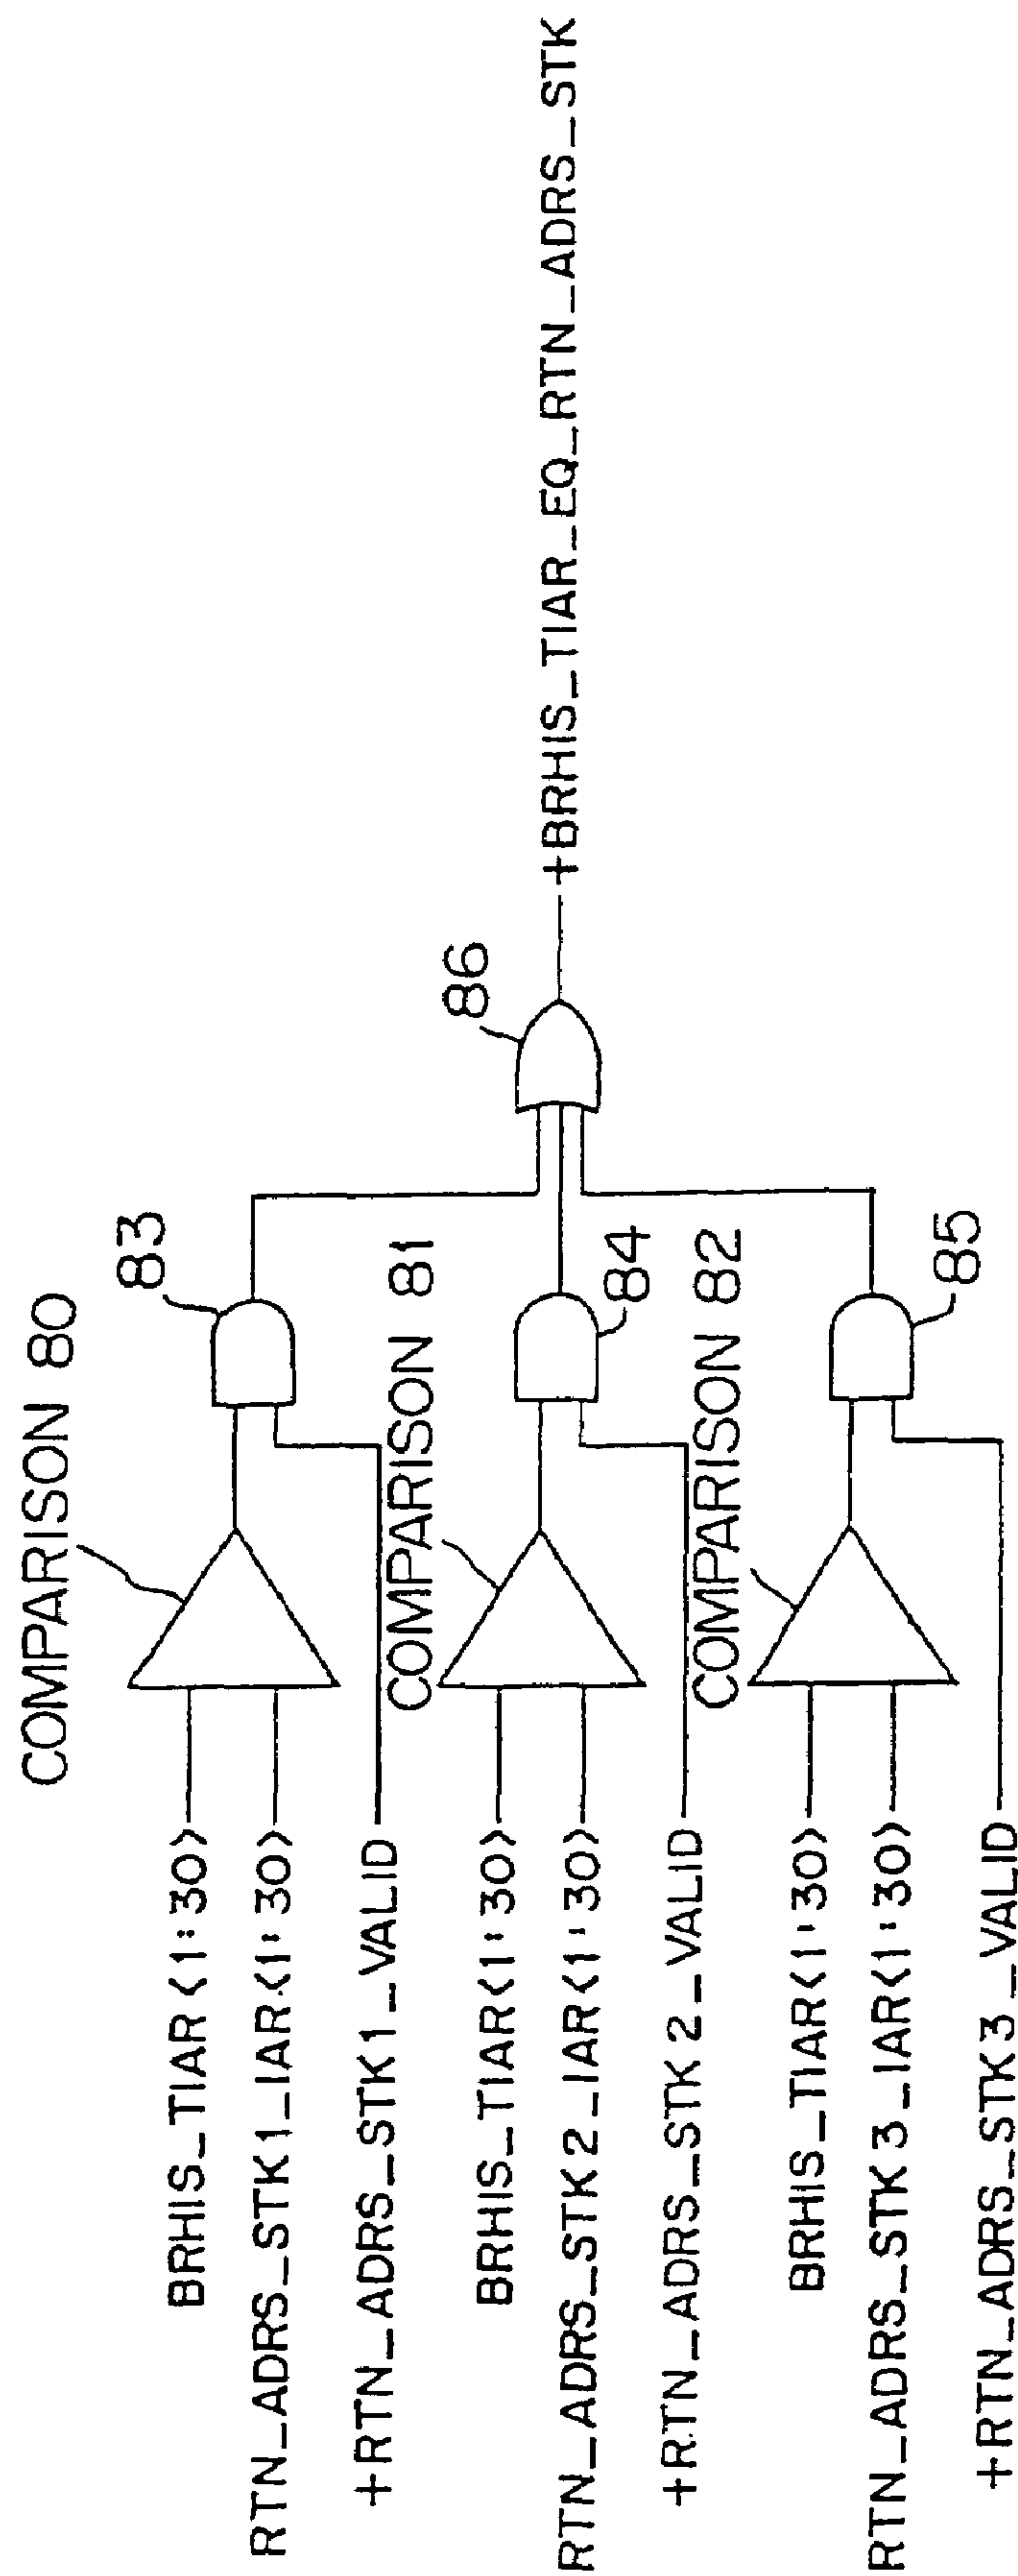 COMPARISON 80
BRHIS_TIAR<1:30>
RTN_ADRS_STK1_IAR<1:30>
83
+RTN_ADRS_STK1_VALID
COMPARISON 81
86
BRHIS_TIAR<1:30>
+BRHIS_TIAR_EQ_RTN_ADRS_STK
RTN_ADRS_STK2_IAR<1:30>
84
+RTN_ADRS_STK2_VALID
COMPARISON 82
BRHIS_TIAR<1:30>
RTN_ADRS_STK3_IAR<1:30>
85
+RTN_ADRS_STK3_VALID